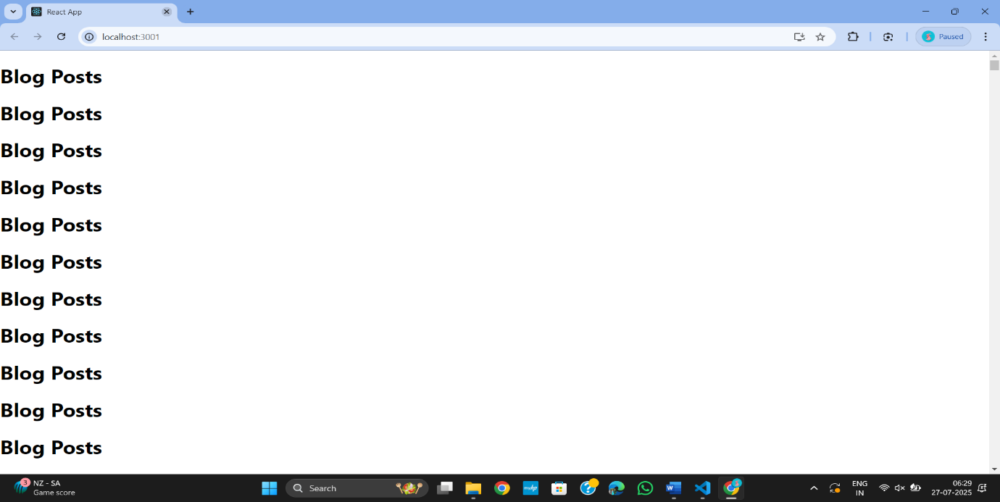 React App
localhost:3001
Paused
Blog Posts
Blog Posts
Blog Posts
Blog Posts
Blog Posts
Blog Posts
Blog Posts
Blog Posts
Blog Posts
Blog Posts
Blog Posts
3
NZ - SA
Game score
Search
myhp
W
ENG
IN
06:29
27-07-2025